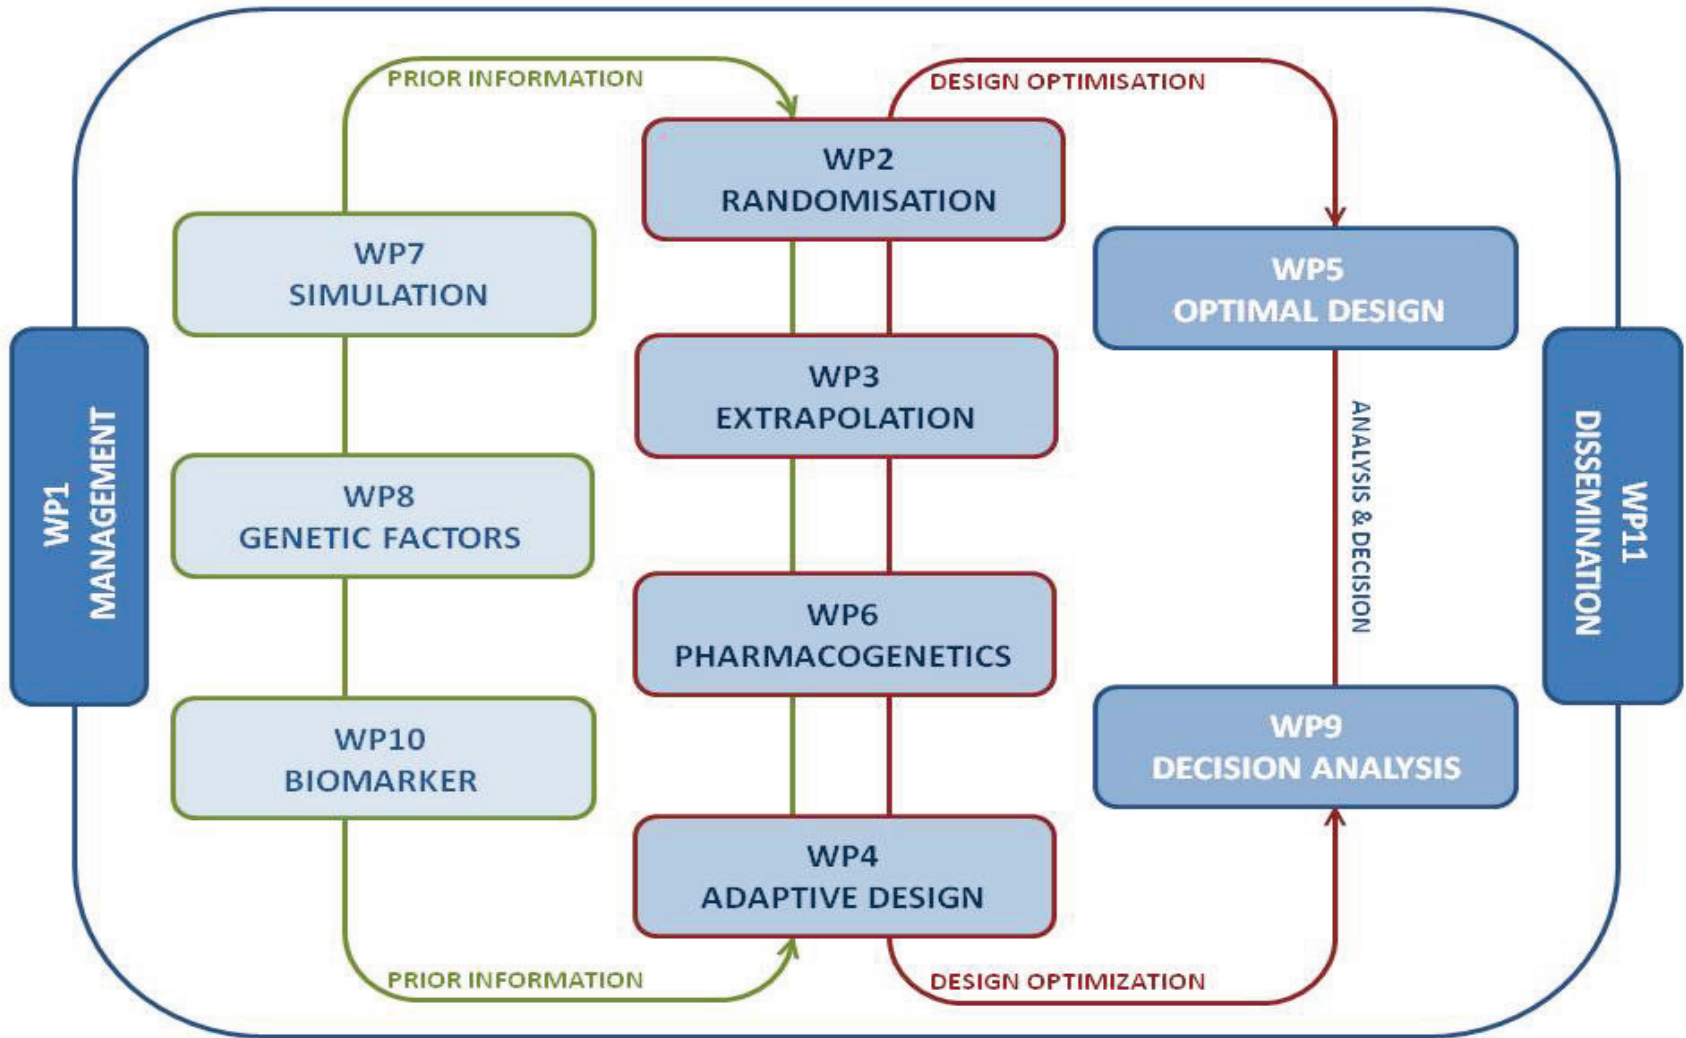 PRIOR INFORMATION
DESIGN OPTIMISATION
WP1
MANAGEMENT
WP7
SIMULATION
WP8
GENETIC FACTORS
WP10
BIOMARKER
WP2
RANDOMISATION
WP3
EXTRAPOLATION
WP6
PHARMACOGENETICS
WP4
ADAPTIVE DESIGN
WP5
OPTIMAL DESIGN
ANALYSIS & DECISION
WP9
DECISION ANALYSIS
WP11
DISSEMINATION
PRIOR INFORMATION
DESIGN OPTIMIZATION